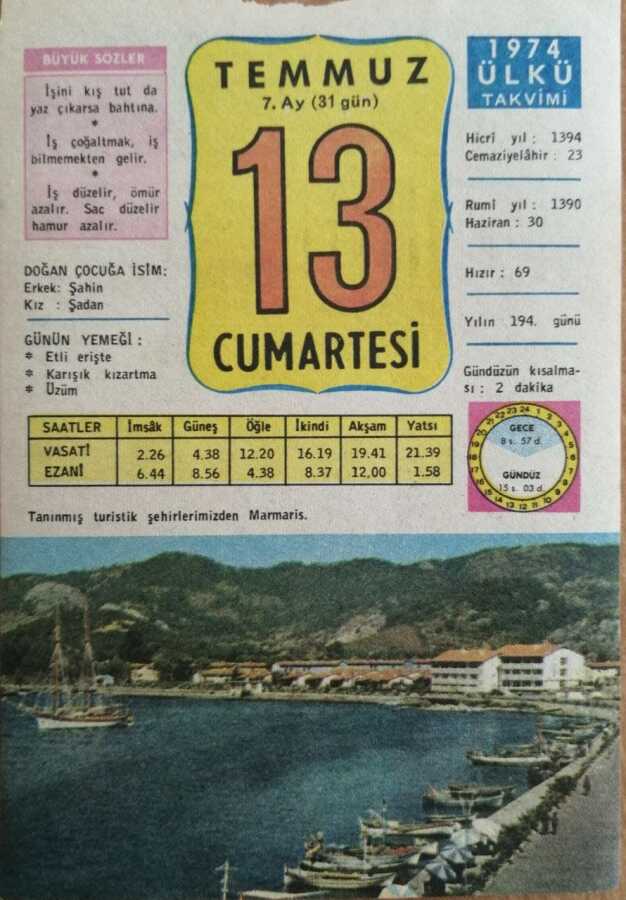 BÜYÜK SÖZLER
İşini kış tut da
yaz çıkarsa bahtına.
*
İş çoğaltmak, iş
bilmemekten gelir.
*
İş düzelir, ömür
azalır. Sac düzelir
hamur azalır.
DOĞAN ÇOCUĞA İSİM:
Erkek: Şahin
Kız : Şadan
GÜNÜN YEMEĞİ :
* Etli erişte
* Karışık kızartma
* Üzüm
TEMMUZ
7. Ay (31 gün)
13
CUMARTESİ
1974
ÜLKÜ
TAKVİMİ
Hicrî yıl : 1394
Cemaziyelâhir : 23
Rumî yıl : 1390
Haziran : 30
Hızır : 69
Yılın 194. günü
Gündüzün kısalma-
sı : 2 dakika
GECE
8 s. 57 d.
GÜNDÜZ
15 s. 03 d.
SAATLER İmsâk Güneş Öğle İkindi Akşam Yatsı
VASATÎ 2.26 4.38 12.20 16.19 19.41 21.39
EZANÎ 6.44 8.56 4.38 8.37 12,00 1.58
Tanınmış turistik şehirlerimizden Marmaris.